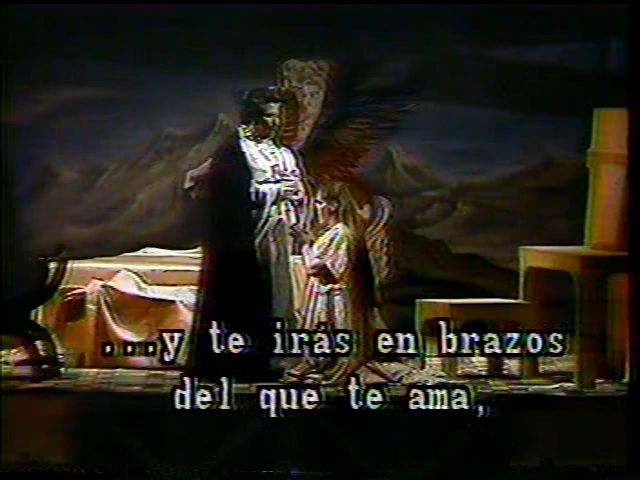 ...y te irás en brazos
del que te ama,